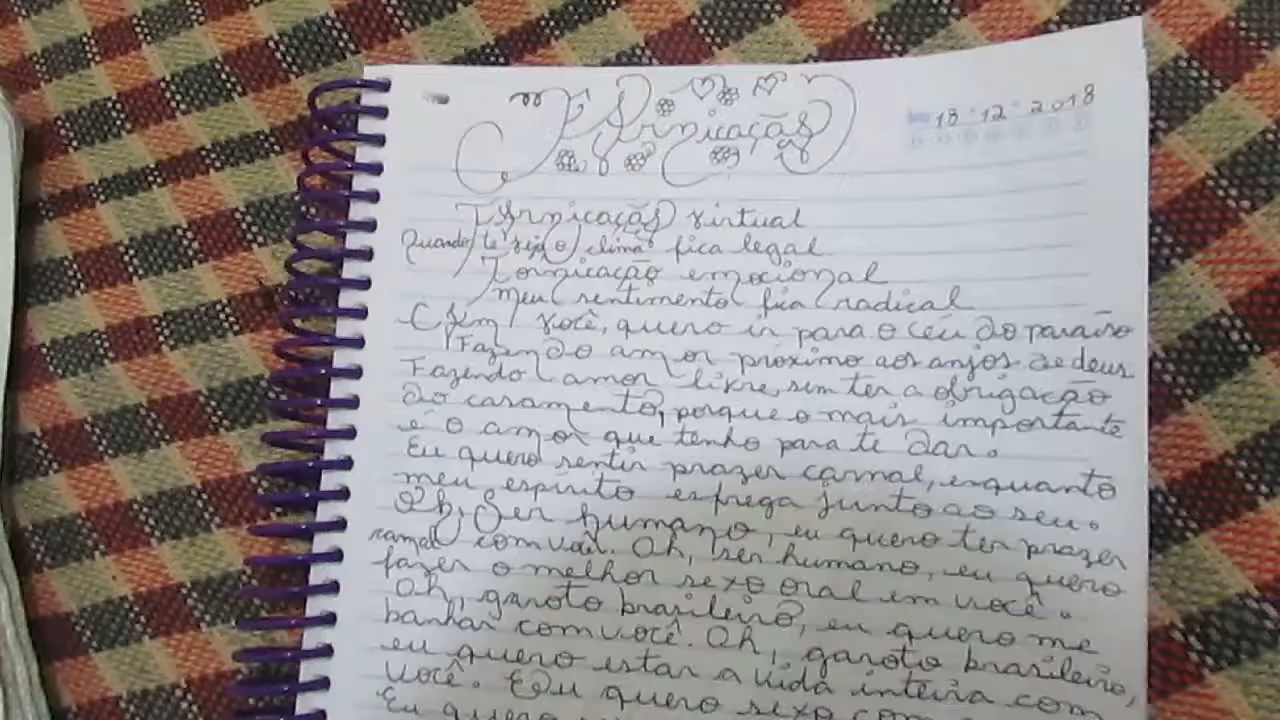 "É Fornicação
13 12 2018
Fornicação virtual
Quando te vejo o clima fica legal
Fornicação emocional
meu sentimento fica radical
Com você, quero ir para o céu do paraíso
Fazendo amor próximo aos anjos de deus
Fazendo amor livre, sem ter a obrigação
do casamento, porque o mais importante
é o amor que tenho para te dar.
Eu quero sentir prazer carnal, enquanto
meu espírito esfrega junto ao seu.
Oh, Ser humano, eu quero ter prazer
carnal com você. Oh, ser humano, eu quero
fazer o melhor sexo oral em você.
Oh, garoto brasileiro, eu quero me
banhar com você. Oh, garoto brasileiro,
eu quero estar a vida inteira com
você. Eu quero sexo com
Eu quero